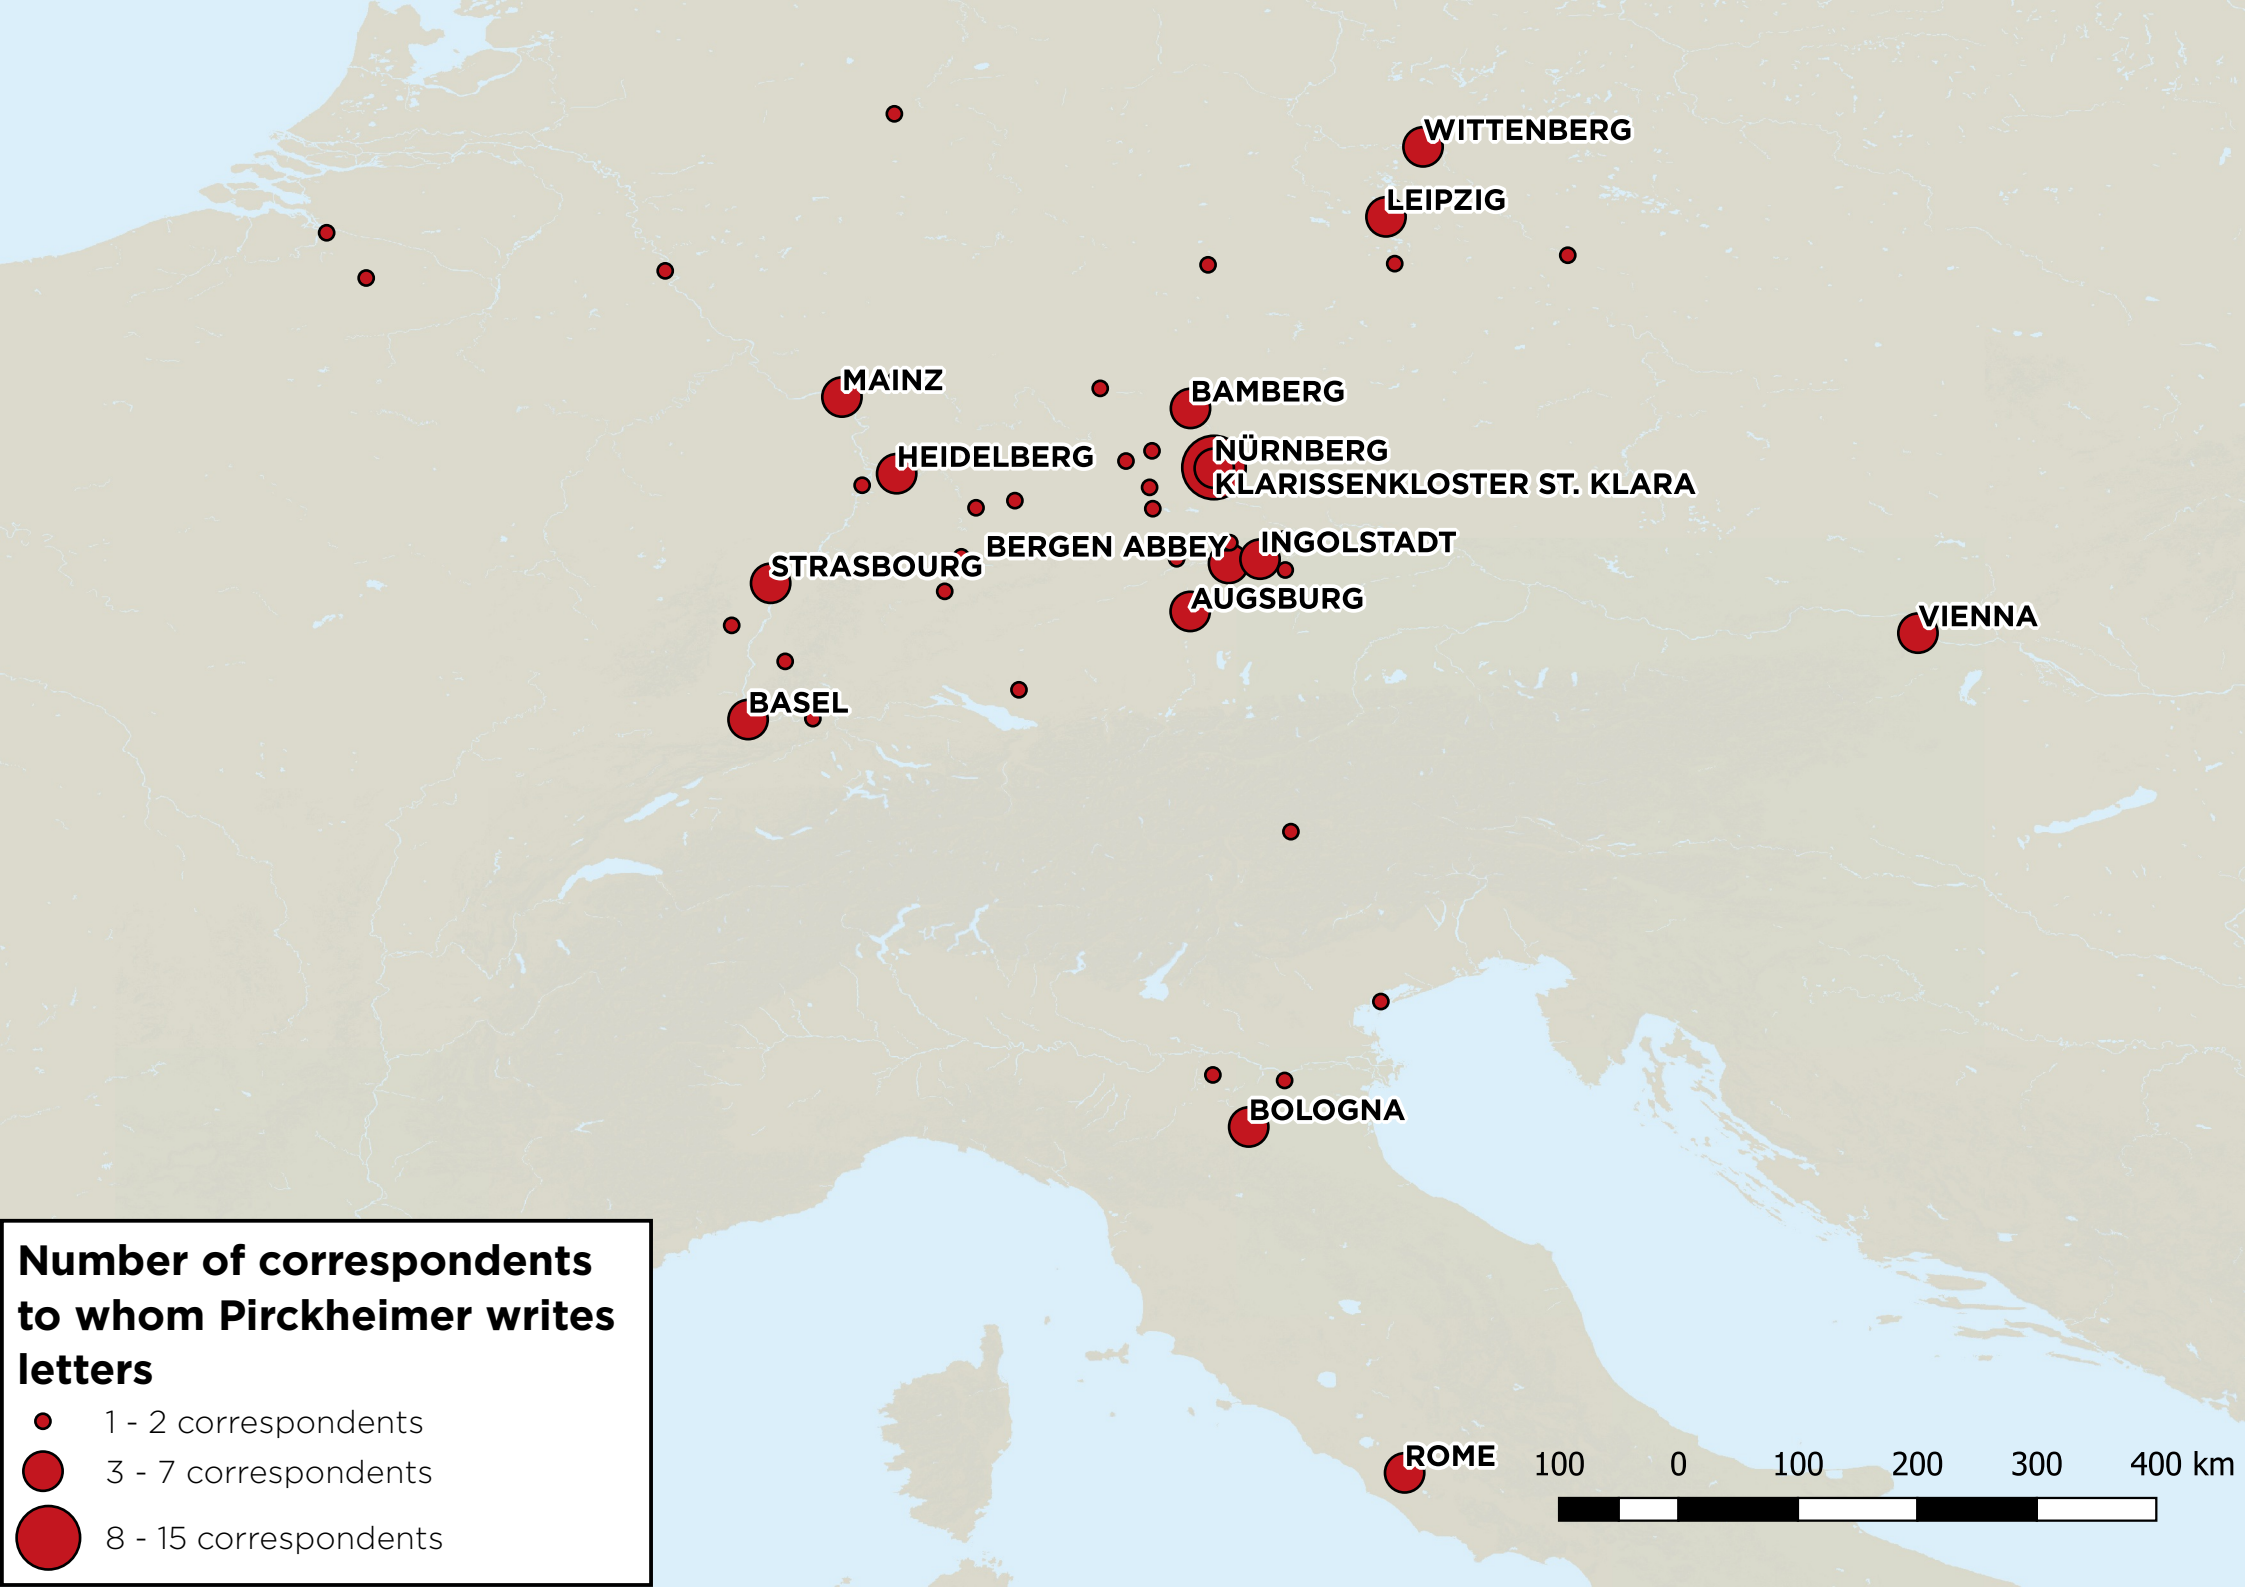 WITTENBERG
LEIPZIG
MAINZ
BAMBERG
NÜRNBERG
HEIDELBERG
KLARISSENKLOSTER ST. KLARA
BERGEN ABBEY
INGOLSTADT
STRASBOURG
AUGSBURG
VIENNA
BASEL
BOLOGNA
ROME
Number of correspondents
to whom Pirckheimer writes
letters
1 - 2 correspondents
3 - 7 correspondents
8 - 15 correspondents
100 0 100 200 300 400 km